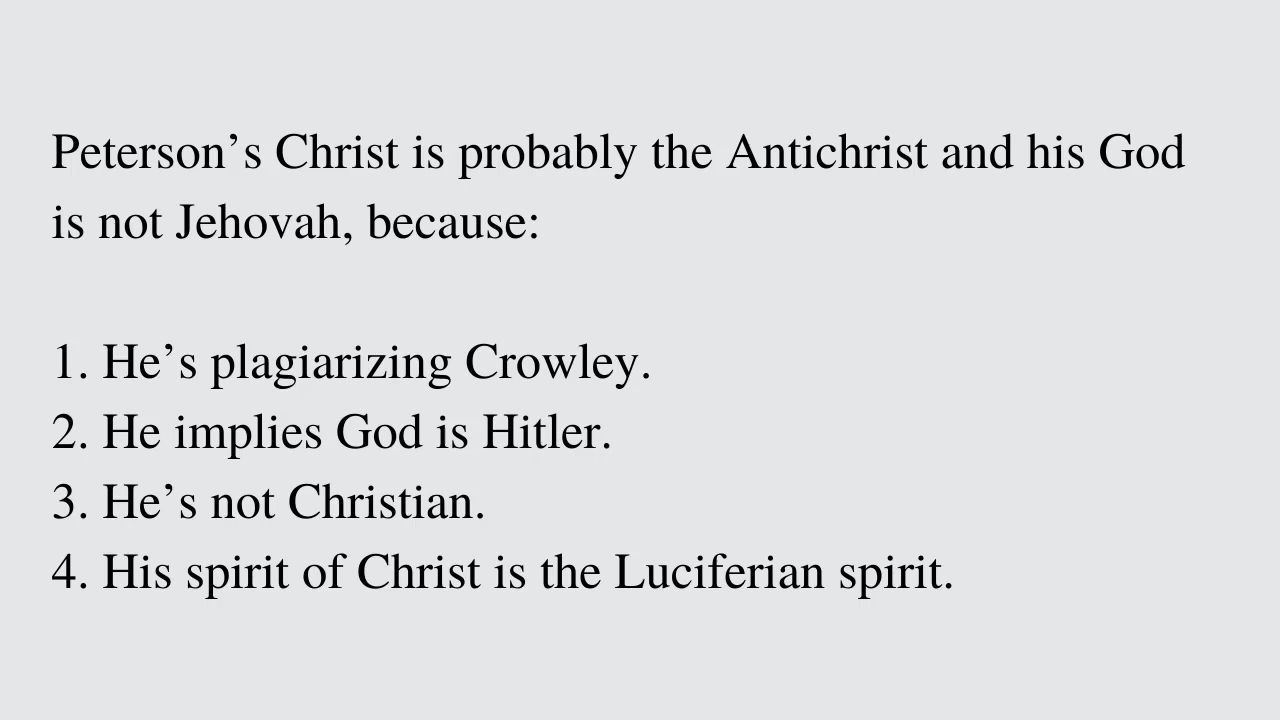 Peterson’s Christ is probably the Antichrist and his God
is not Jehovah, because:
1. He’s plagiarizing Crowley.
2. He implies God is Hitler.
3. He’s not Christian.
4. His spirit of Christ is the Luciferian spirit.